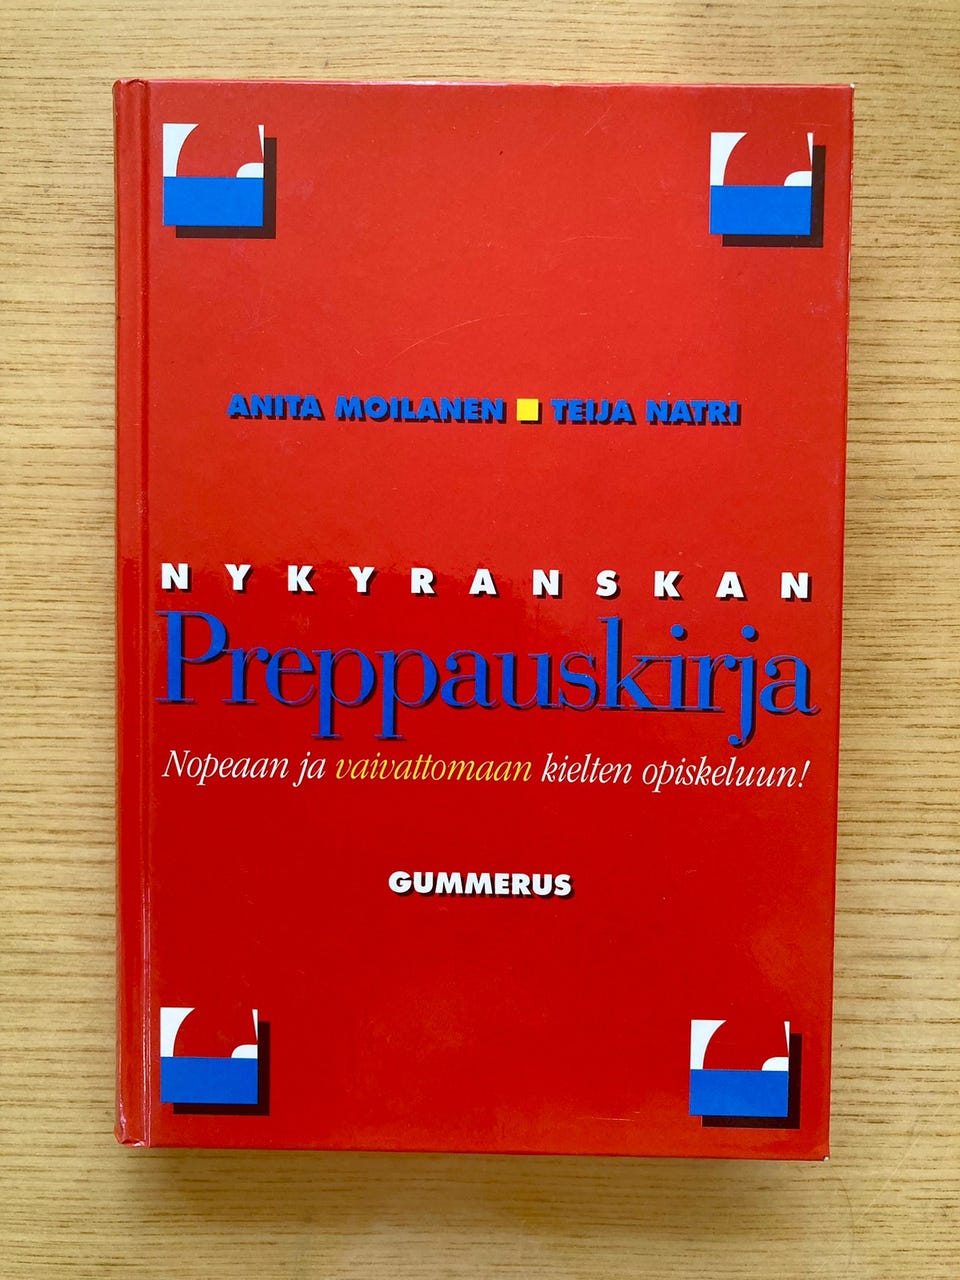 ANITA MOILANEN TEIJA NATRI
NYKYRANSKAN
Preppauskirja
Nopeaan ja vaivattomaan kielten opiskeluun!
GUMMERUS